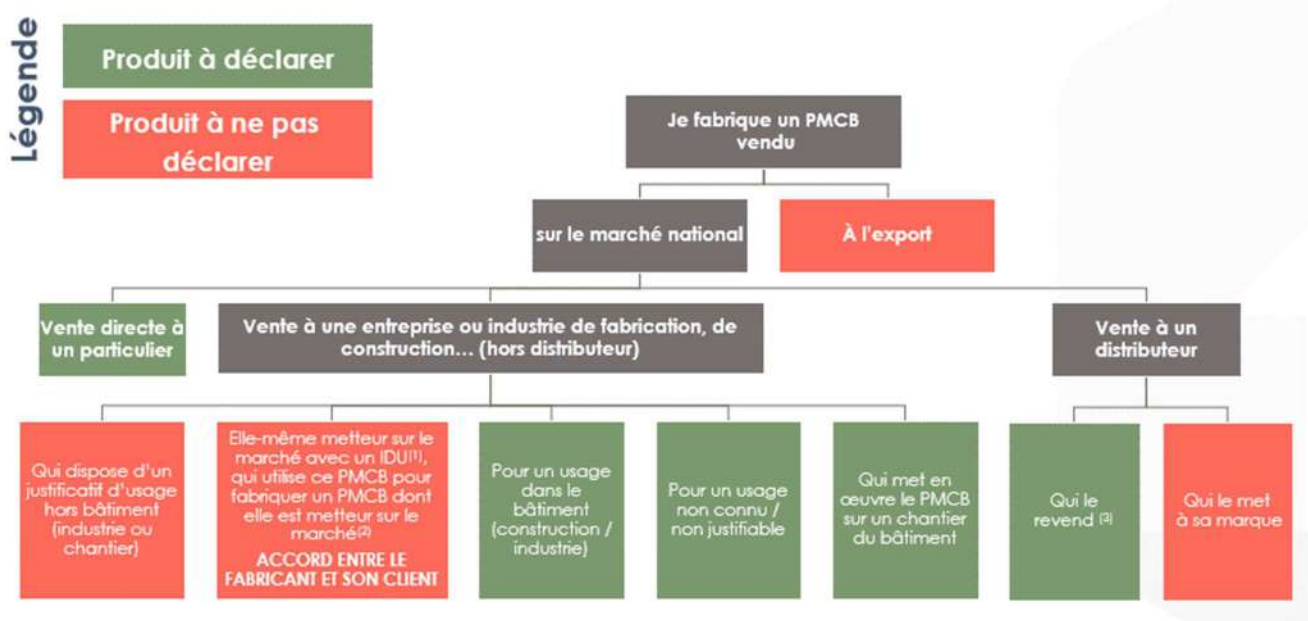 Légende
Produit à déclarer
Produit à ne pas
déclarer
Je fabrique un PMCB
vendu
sur le marché national
À l'export
Vente directe à
un particulier
Vente à une entreprise ou industrie de fabrication, de
construction... (hors distributeur)
Vente à un
distributeur
Qui dispose d'un
justificatif d'usage
hors bâtiment
(industrie ou
chantier)
Elle-même metteur sur le
marché avec un IDU(1),
qui utilise ce PMCB pour
fabriquer un PMCB dont
elle est metteur sur le
marché(2)
ACCORD ENTRE LE
FABRICANT ET SON CLIENT
Pour un usage
dans le
bâtiment
(construction /
industrie)
Pour un usage
non connu /
non justifiable
Qui met en
œuvre le PMCB
sur un chantier
du bâtiment
Qui le
revend (3)
Qui le met
à sa marque